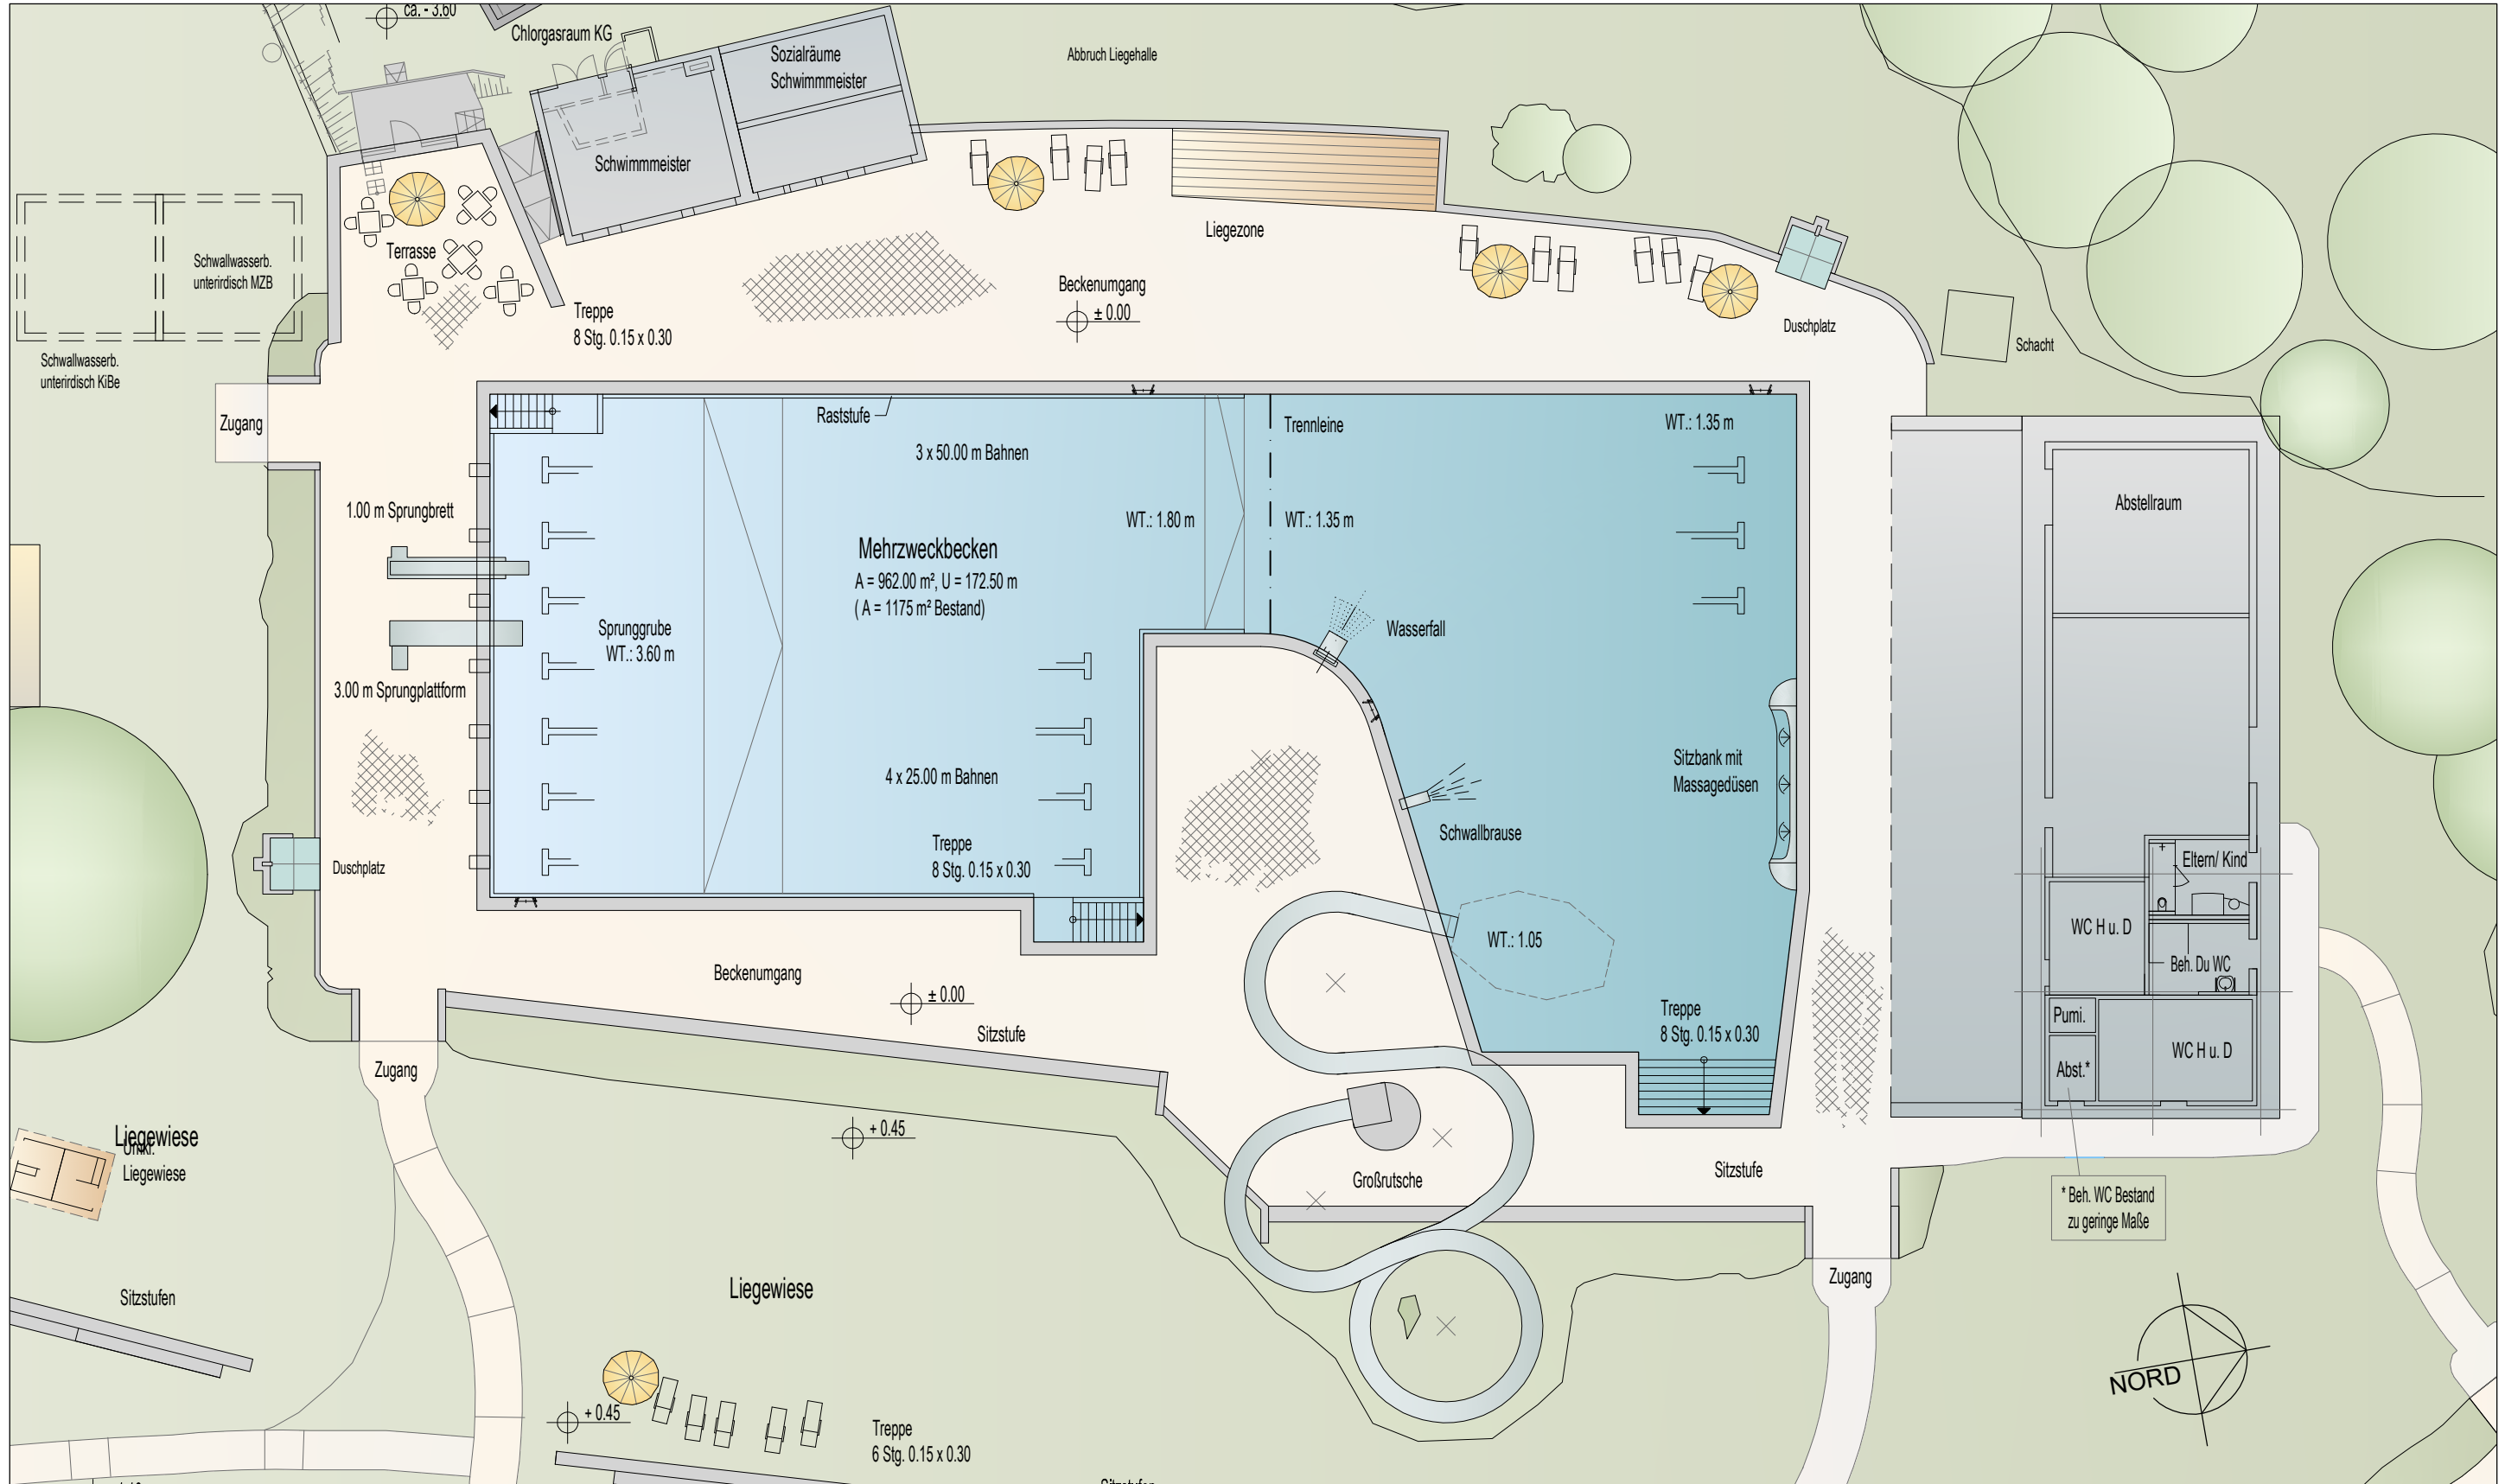 ca. - 3.60
Chlorgasraum KG
Sozialräume
Schwimmmeister
Abbruch Liegehalle
Schwimmmeister
Terrasse
Liegezone
Schwallwasserb.
unterirdisch MZB
Beckenumgang
± 0.00
Treppe
8 Stg. 0.15 x 0.30
Duschplatz
Schacht
Schwallwasserb.
unterirdisch KiBe
Zugang
Raststufe
Trennleine
WT.: 1.35 m
3 x 50.00 m Bahnen
1.00 m Sprungbrett
WT.: 1.80 m
WT.: 1.35 m
Abstellraum
Mehrzweckbecken
A = 962.00 m², U = 172.50 m
( A = 1175 m² Bestand)
Sprunggrube
WT.: 3.60 m
Wasserfall
3.00 m Sprungplattform
4 x 25.00 m Bahnen
Sitzbank mit
Massagedüsen
Schwallbrause
Treppe
8 Stg. 0.15 x 0.30
Duschplatz
Eltern/ Kind
WC H u. D
WT.: 1.05
Beh. Du WC
Beckenumgang
± 0.00
Sitzstufe
Treppe
8 Stg. 0.15 x 0.30
Pumi.
WC H u. D
Abst.*
Zugang
+ 0.45
Liegewiese
Umkl.
Liegewiese
Großrutsche
Sitzstufe
* Beh. WC Bestand
zu geringe Maße
Zugang
Liegewiese
Sitzstufen
NORD
+ 0.45
Treppe
6 Stg. 0.15 x 0.30
Sitzstufen